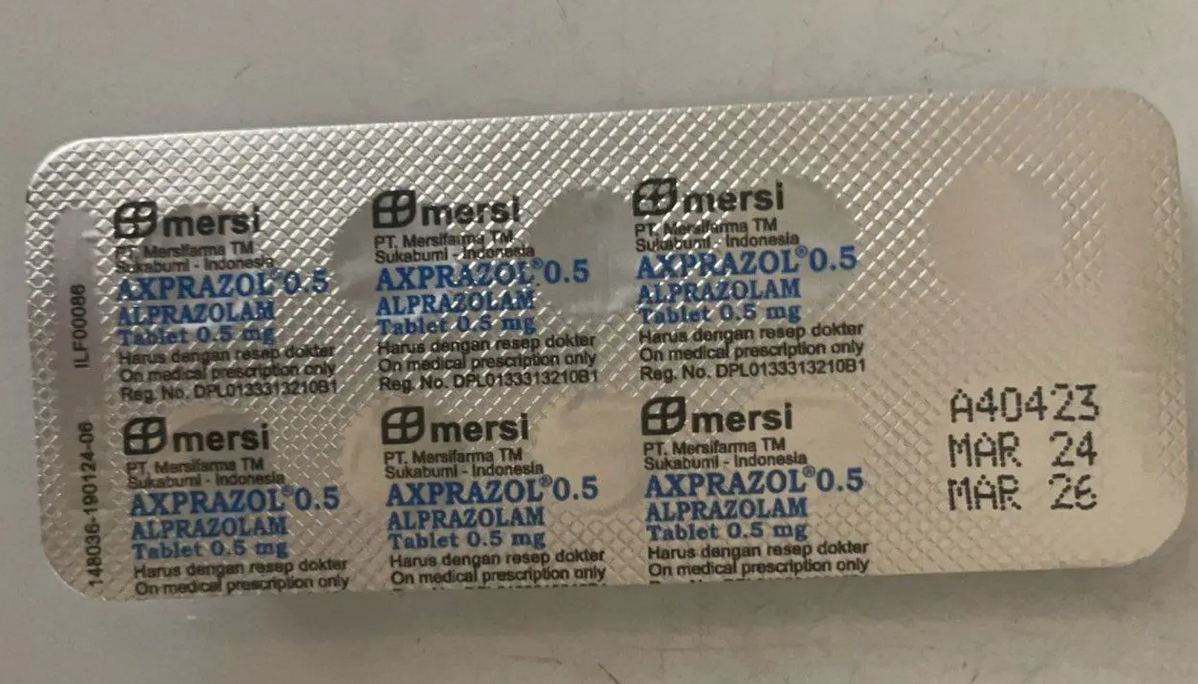 mersi
PT. Mersifarma TM
Sukabumi - Indonesia
AXPRAZOL®0.5
ALPRAZOLAM
Tablet 0.5 mg
Harus dengan resep dokter
On medical prescription only
Reg. No. DPL0133313210B1
mersi
PT. Mersifarma TM
Sukabumi - Indonesia
AXPRAZOL®0.5
ALPRAZOLAM
Tablet 0.5 mg
Harus dengan resep dokter
On medical prescription only
Reg. No. DPL0133313210B1
mersi
PT. Mersifarma TM
Sukabumi - Indonesia
AXPRAZOL®0.5
ALPRAZOLAM
Tablet 0.5 mg
Harus dengan resep dokter
On medical prescription only
Reg. No. DPL0133313210B1
mersi
PT. Mersifarma TM
Sukabumi - Indonesia
AXPRAZOL®0.5
ALPRAZOLAM
Tablet 0.5 mg
Harus dengan resep dokter
On medical prescription only
mersi
PT. Mersifarma TM
Sukabumi - Indonesia
AXPRAZOL®0.5
ALPRAZOLAM
Tablet 0.5 mg
Harus dengan resep dokter
On medical prescription only
mersi
PT. Mersifarma TM
Sukabumi - Indonesia
AXPRAZOL®0.5
ALPRAZOLAM
Tablet 0.5 mg
Harus dengan resep dokter
On medical prescription only
A40423
MAR 24
MAR 26
148036-190124-06 ILF00086